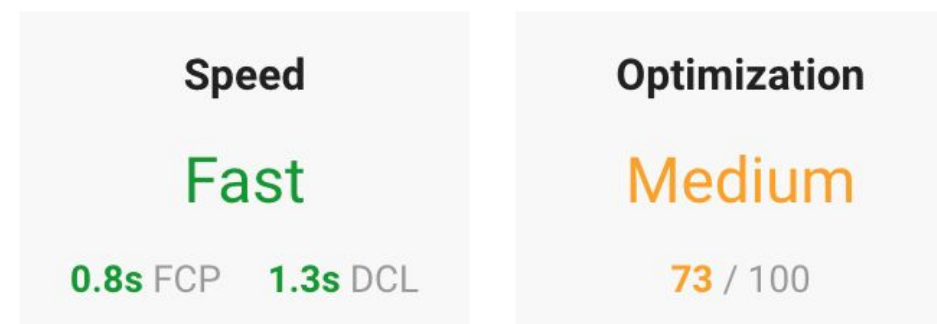 Speed
Fast
0.8s FCP 1.3s DCL
Optimization
Medium
73 / 100